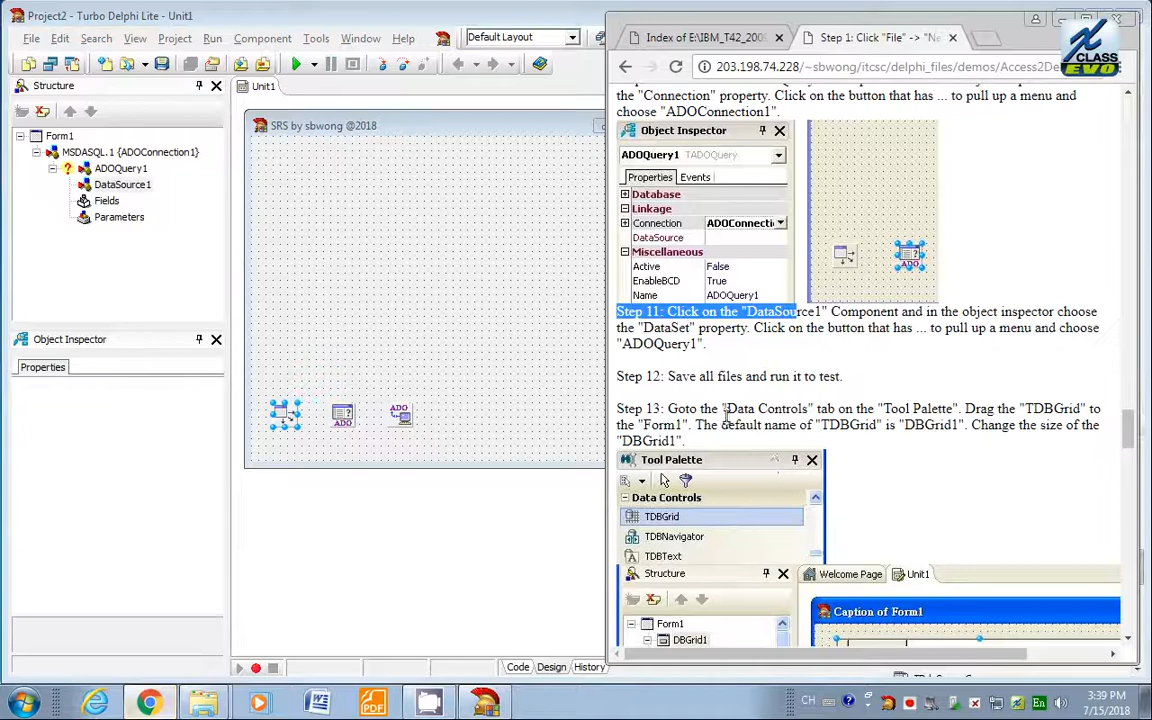 Project2 - Turbo Delphi Lite - Unit1
File Edit Search View Project Run Component Tools Window Help
Default Layout
Structure
Form1
MSDASQL.1 {ADOConnection1}
ADOQuery1
DataSource1
Fields
Parameters
Object Inspector
Properties
Unit1
SRS by sbwong @2018
ADO
ADO
Code Design History
Index of E:\IBM_T42_200
Step 1: Click "File" -> "Ne
203.198.74.228/~sbwong/itcsc/delphi_files/demos/Access2De
X CLASS
EVO
the "Connection" property. Click on the button that has ... to pull up a menu and
choose "ADOConnection1".
Object Inspector
ADOQuery1 TADOQuery
Properties Events
Database
Linkage
Connection ADOConnecti
DataSource
Miscellaneous
Active False
EnableBCD True
Name ADOQuery1
ADO
Step 11: Click on the "DataSource1" Component and in the object inspector choose
the "DataSet" property. Click on the button that has ... to pull up a menu and choose
"ADOQuery1".
Step 12: Save all files and run it to test.
Step 13: Goto the "Data Controls" tab on the "Tool Palette". Drag the "TDBGrid" to
the "Form1". The default name of "TDBGrid" is "DBGrid1". Change the size of the
"DBGrid1".
Tool Palette
Data Controls
TDBGrid
TDBNavigator
TDBText
Structure
Form1
DBGrid1
Welcome Page Unit1
Caption of Form1
CH
En
3:39 PM
7/15/2018